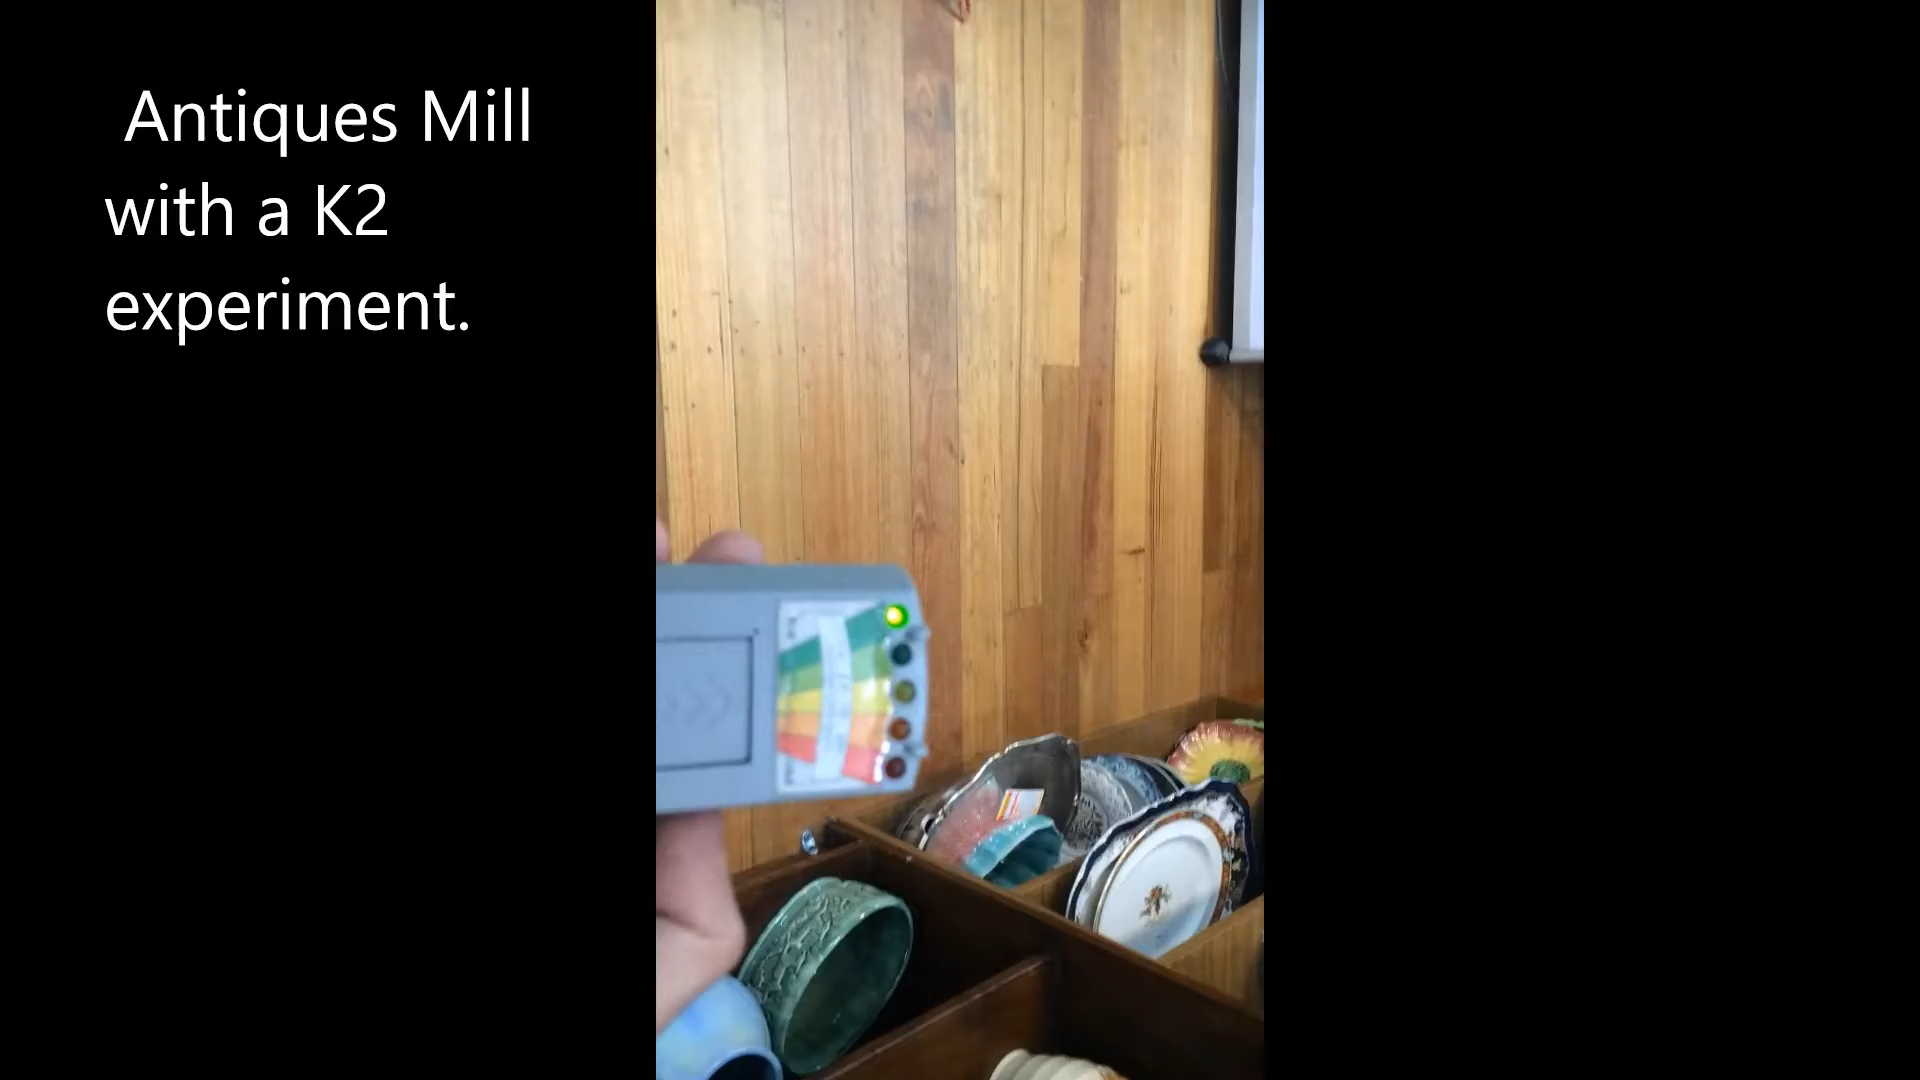 Antiques Mill
with a K2
experiment.